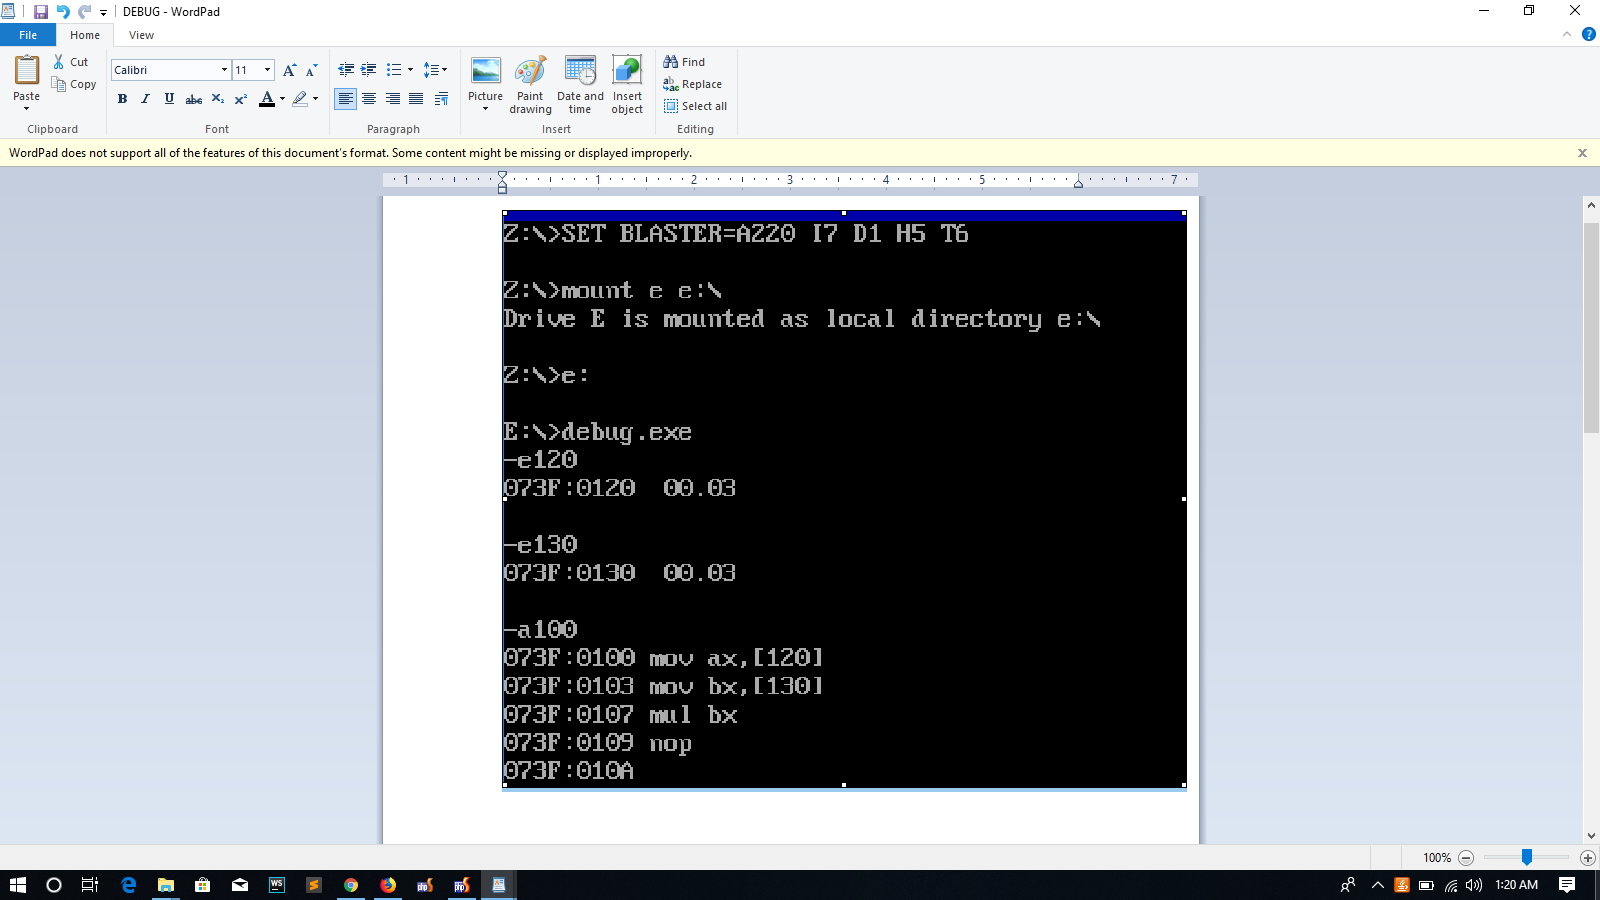 DEBUG - WordPad
File Home View
Paste
Cut
Copy
Clipboard
Calibri 11
B I U abc X₂ X² A
Font
Paragraph
Picture
Paint drawing
Date and time
Insert object
Insert
Find
Replace
Select all
Editing
WordPad does not support all of the features of this document's format. Some content might be missing or displayed improperly.
1 1 2 3 4 5 7
Z:\>SET BLASTER=A220 I7 D1 H5 T6
Z:\>mount e e:\
Drive E is mounted as local directory e:\
Z:\>e:
E:\>debug.exe
-e120
073F:0120  00.03
-e130
073F:0130  00.03
-a100
073F:0100 mov ax,[120]
073F:0103 mov bx,[130]
073F:0107 mul bx
073F:0109 nop
073F:010A
100%
WS
1:20 AM